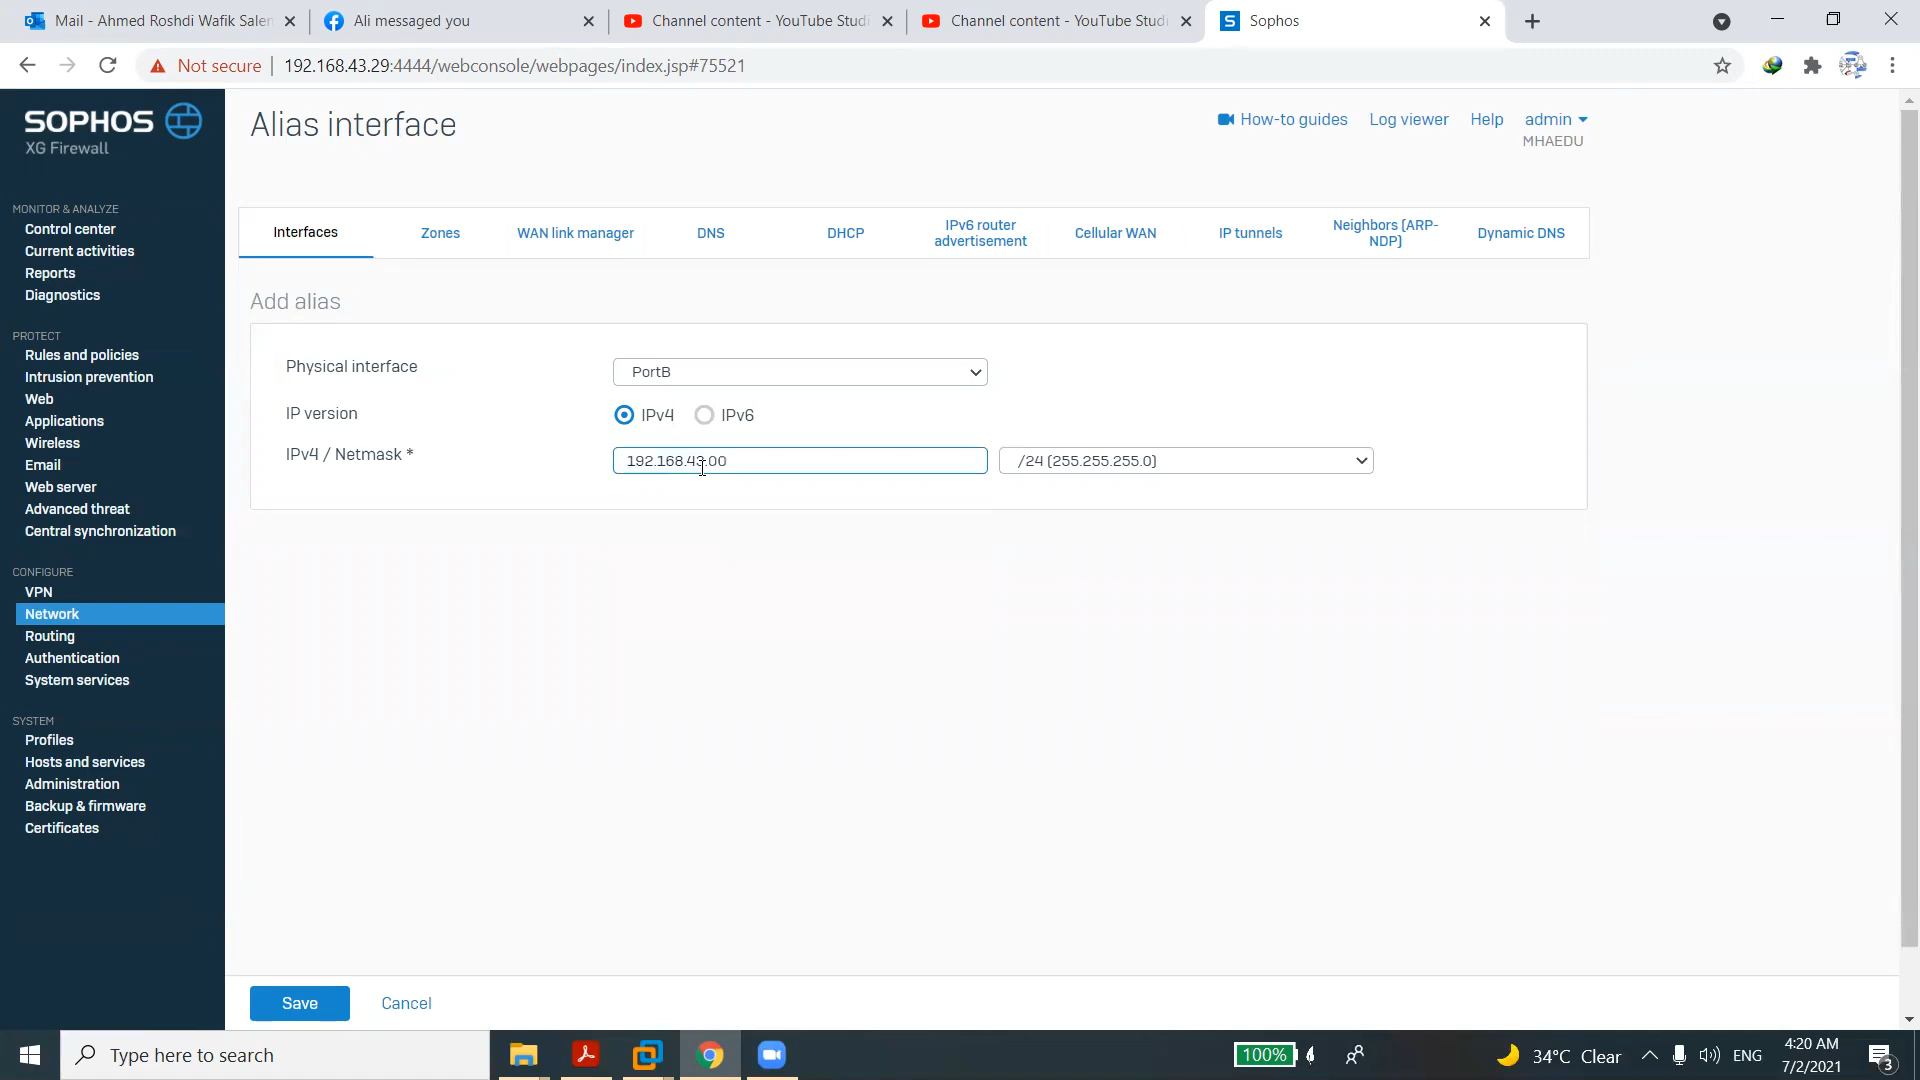 Mail - Ahmed Roshdi Wafik Salen
Ali messaged you
Channel content - YouTube Studi
Channel content - YouTube Studi
S
Sophos
Not secure
192.168.43.29:4444/webconsole/webpages/index.jsp#75521
SOPHOS
XG Firewall
MONITOR & ANALYZE
Control center
Current activities
Reports
Diagnostics
PROTECT
Rules and policies
Intrusion prevention
Web
Applications
Wireless
Email
Web server
Advanced threat
Central synchronization
CONFIGURE
VPN
Network
Routing
Authentication
System services
SYSTEM
Profiles
Hosts and services
Administration
Backup & firmware
Certificates
Alias interface
How-to guides
Log viewer
Help
admin
MHAEDU
Interfaces
Zones
WAN link manager
DNS
DHCP
IPv6 router
advertisement
Cellular WAN
IP tunnels
Neighbors (ARP-
NDP)
Dynamic DNS
Add alias
Physical interface
PortB
IP version
IPv4
IPv6
IPv4 / Netmask *
192.168.43.00
/24 (255.255.255.0)
Save
Cancel
Type here to search
100%
34°C Clear
ENG
4:20 AM
7/2/2021
3